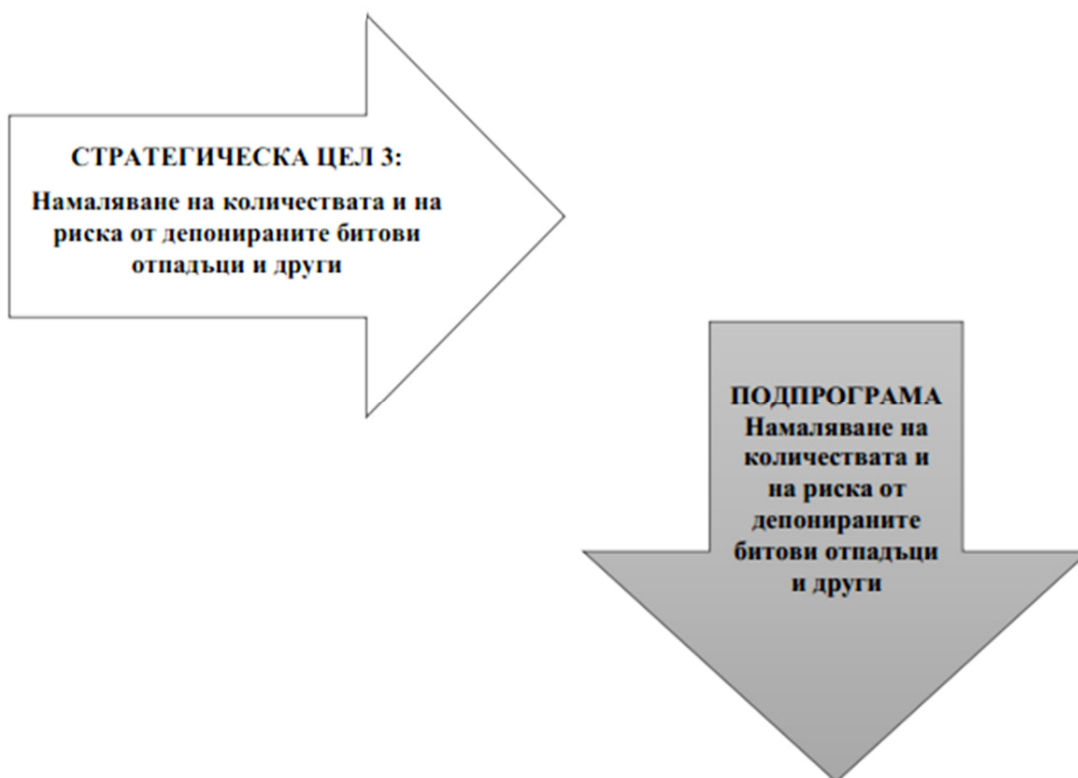 СТРАТЕГИЧЕСКА ЦЕЛ 3:
Намаляване на количествата и на
риска от депонираните битови
отпадъци и други
ПОДПРОГРАМА
Намаляване на
количествата и
на риска от
депонираните
битови отпадъци
и други